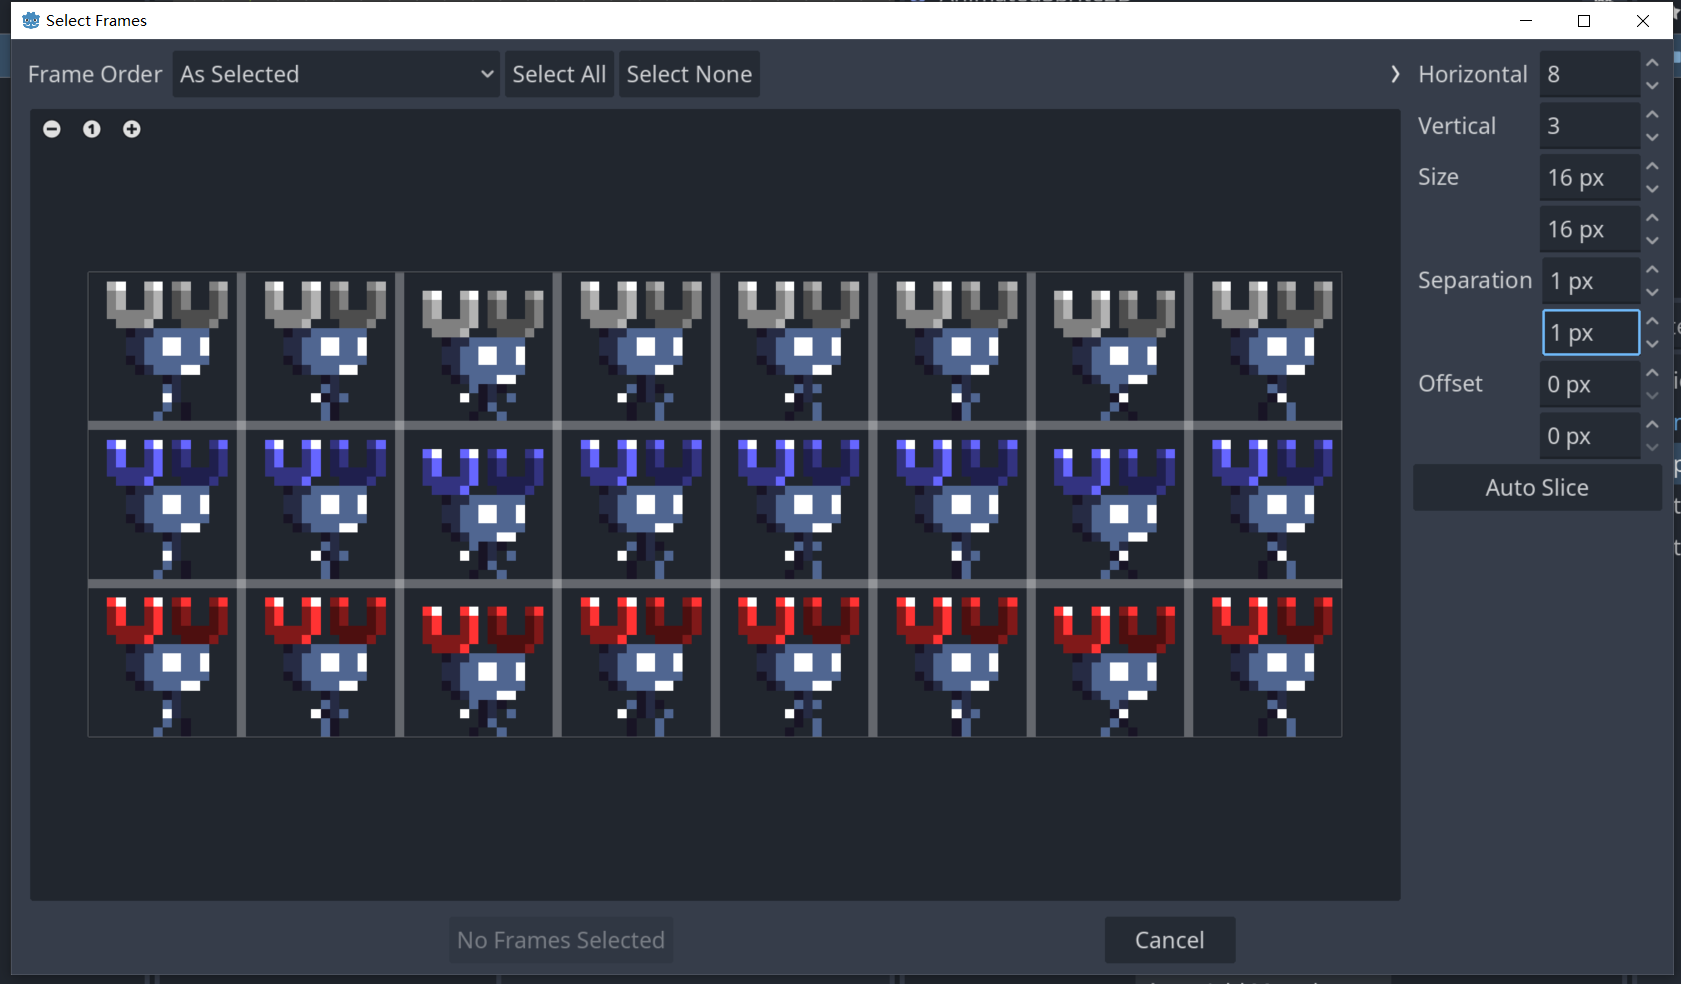 Select Frames
Frame Order As Selected Select All Select None
Horizontal 8
Vertical 3
Size 16 px
16 px
Separation 1 px
1 px
Offset 0 px
0 px
Auto Slice
No Frames Selected Cancel